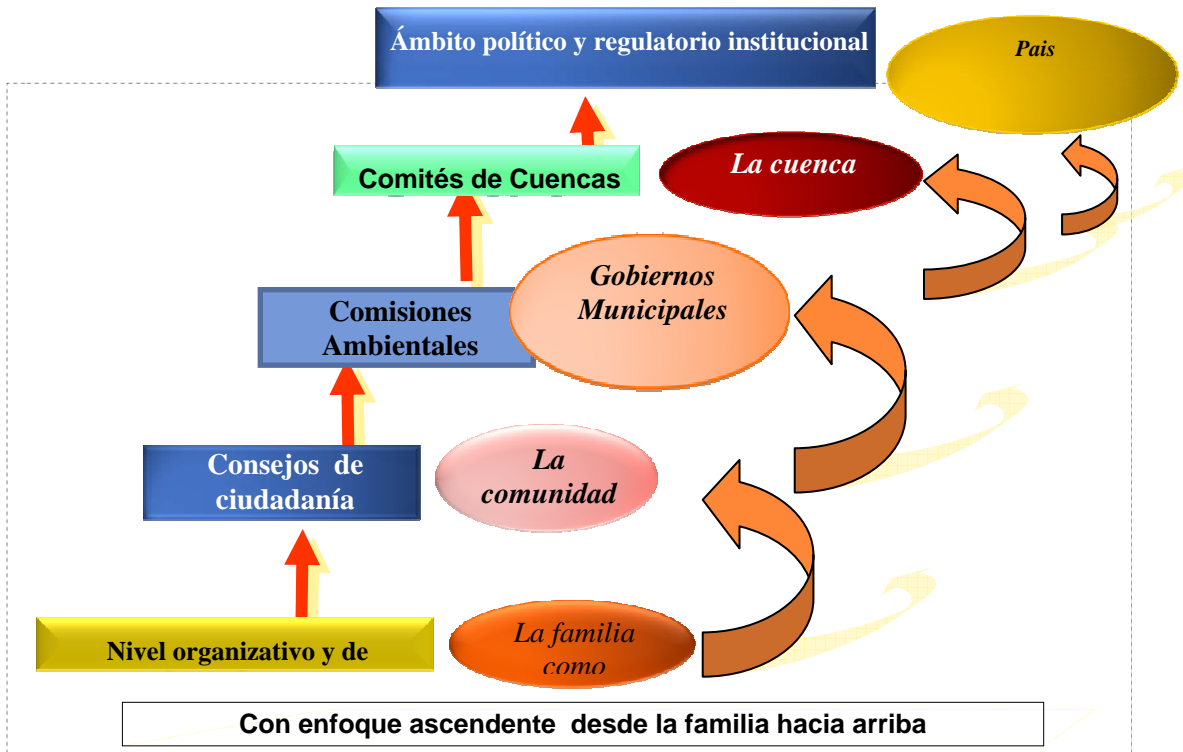 Ámbito político y regulatorio institucional
Pais
Comités de Cuencas
La cuenca
Comisiones
Ambientales
Gobiernos
Municipales
Consejos de
ciudadanía
La
comunidad
Nivel organizativo y de
La familia
como
Con enfoque ascendente desde la familia hacia arriba